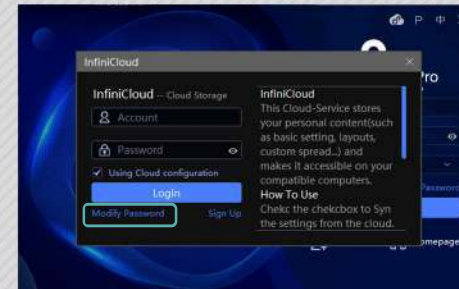 P 中
InfiniCloud ×
Pro
InfiniCloud -- Cloud Storage
Account
Password
Using Cloud configuration
Login
Modify Password Sign Up
InfiniCloud
This Cloud-Service stores
your personal content(such
as basic setting, layouts,
custom spread...) and
makes it accessible on your
compatible computers.
How To Use
Chekc the chekcbox to Syn
the settings from the cloud.
Password
omepage